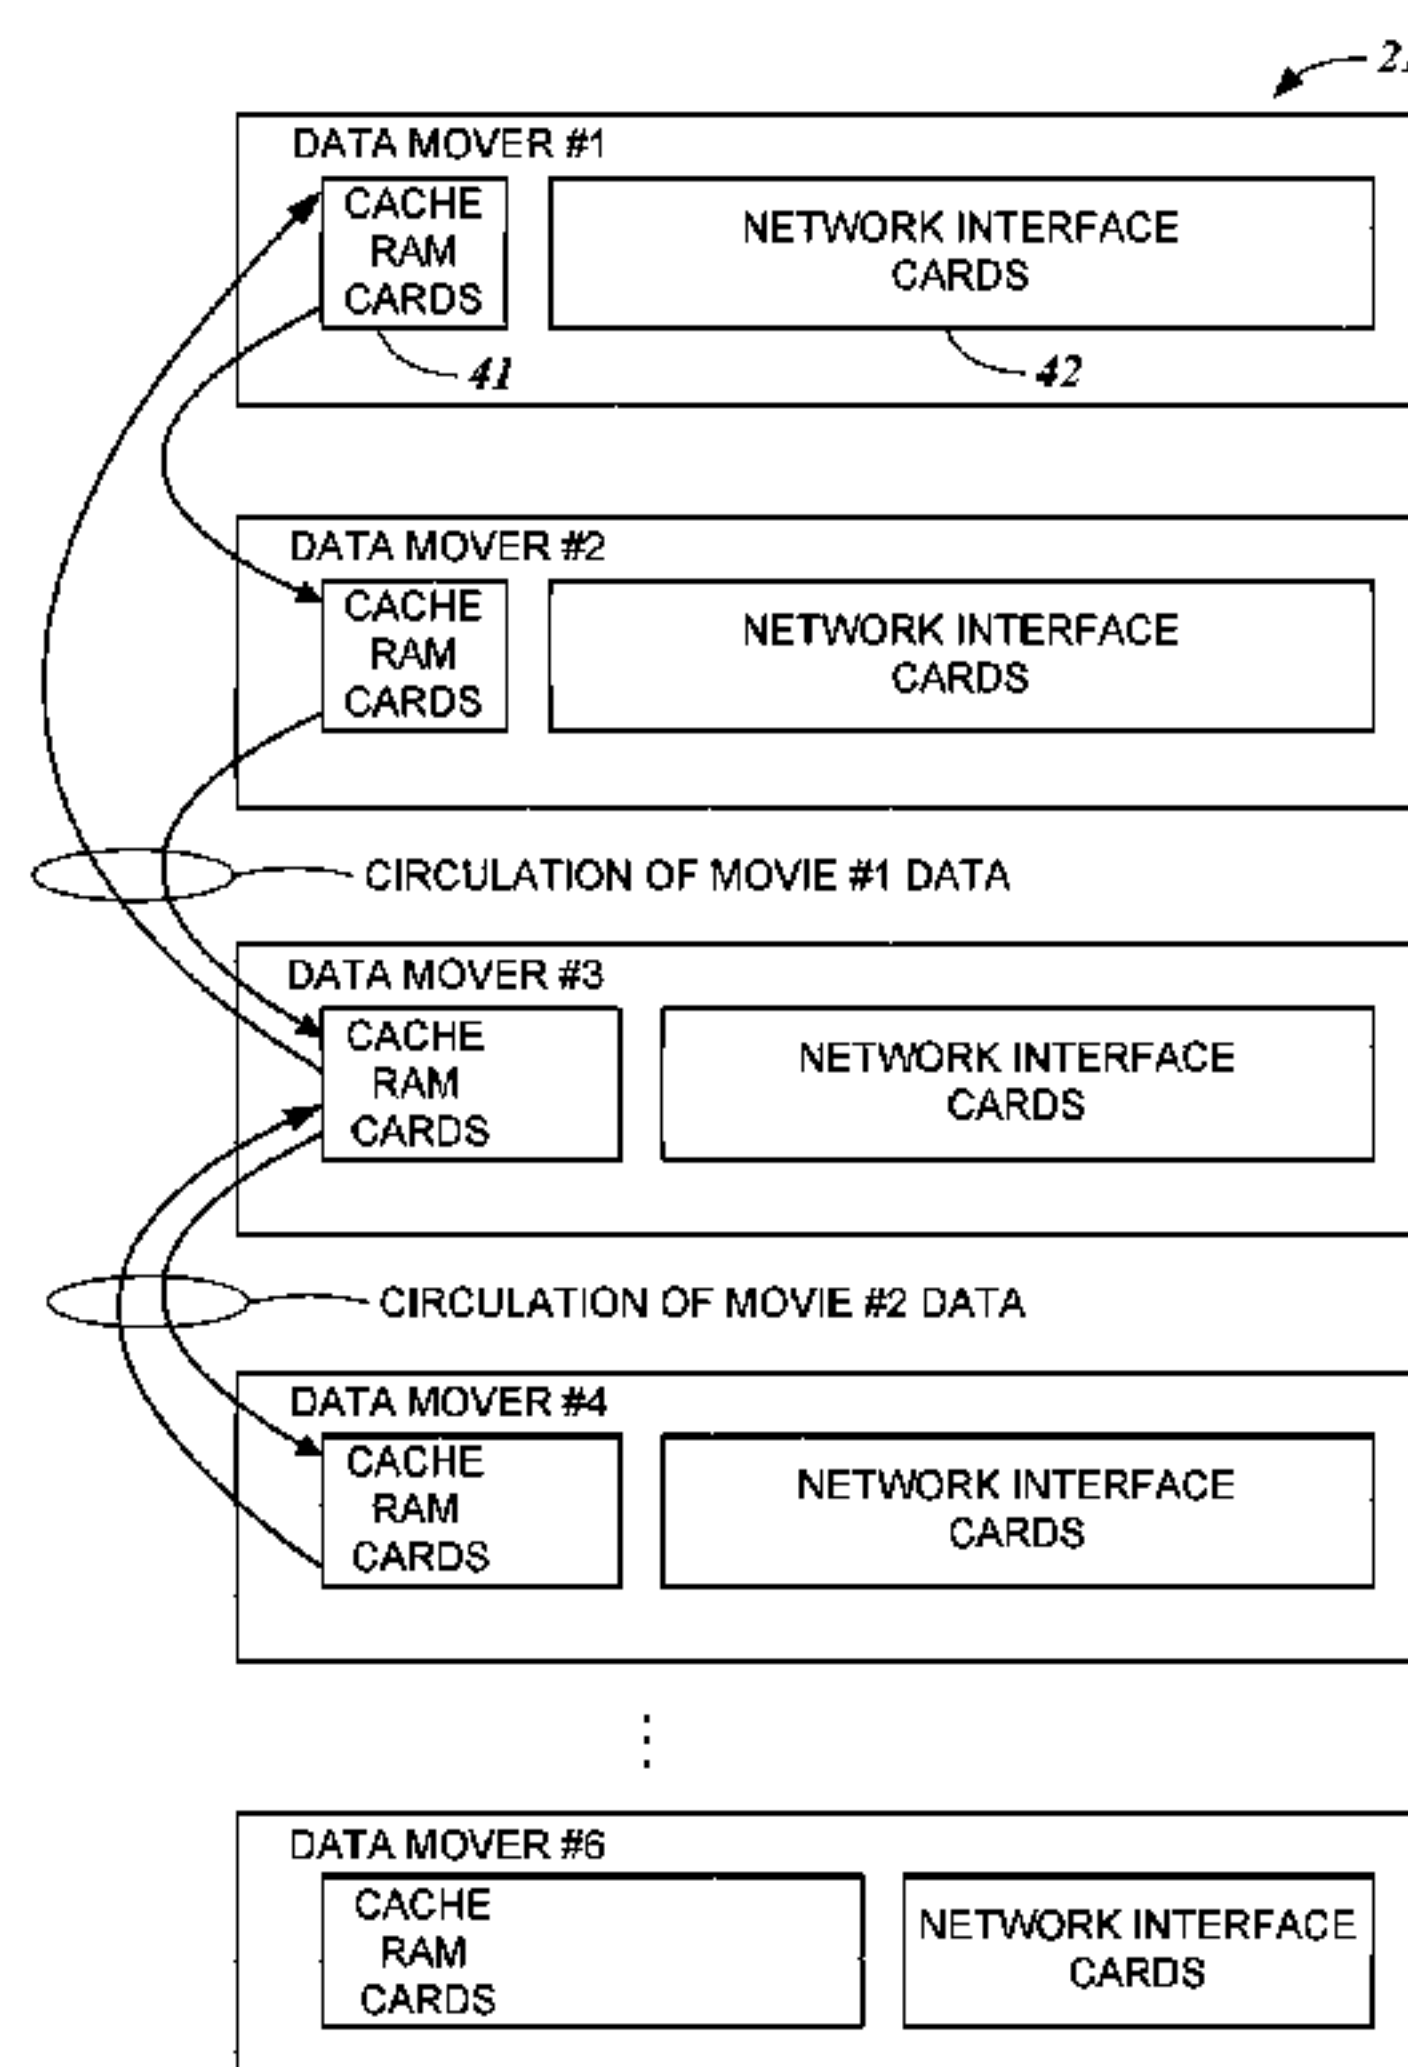 DATA MOVER #1
CACHE
RAM
CARDS
NETWORK INTERFACE
CARDS
41
42
DATA MOVER #2
CACHE
RAM
CARDS
NETWORK INTERFACE
CARDS
CIRCULATION OF MOVIE #1 DATA
DATA MOVER #3
CACHE
RAM
CARDS
NETWORK INTERFACE
CARDS
CIRCULATION OF MOVIE #2 DATA
DATA MOVER #4
CACHE
RAM
CARDS
NETWORK INTERFACE
CARDS
DATA MOVER #6
CACHE
RAM
CARDS
NETWORK INTERFACE
CARDS